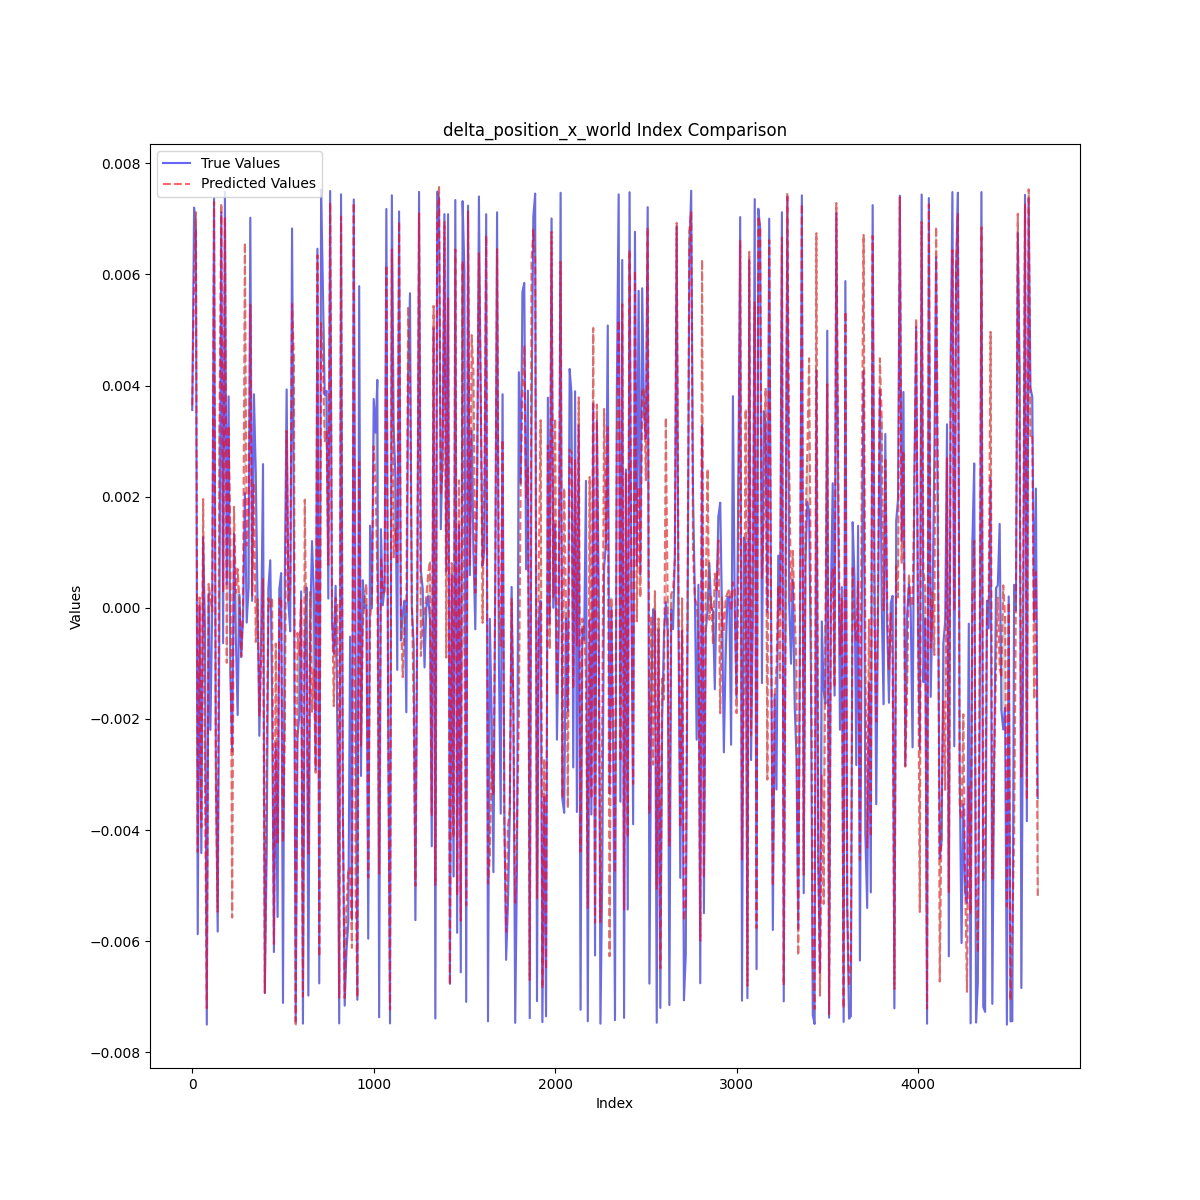 delta_position_x_world Index Comparison
True Values
Predicted Values
0.008
0.006
0.004
0.002
0.000
−0.002
−0.004
−0.006
−0.008
Values
0 1000 2000 3000 4000
Index